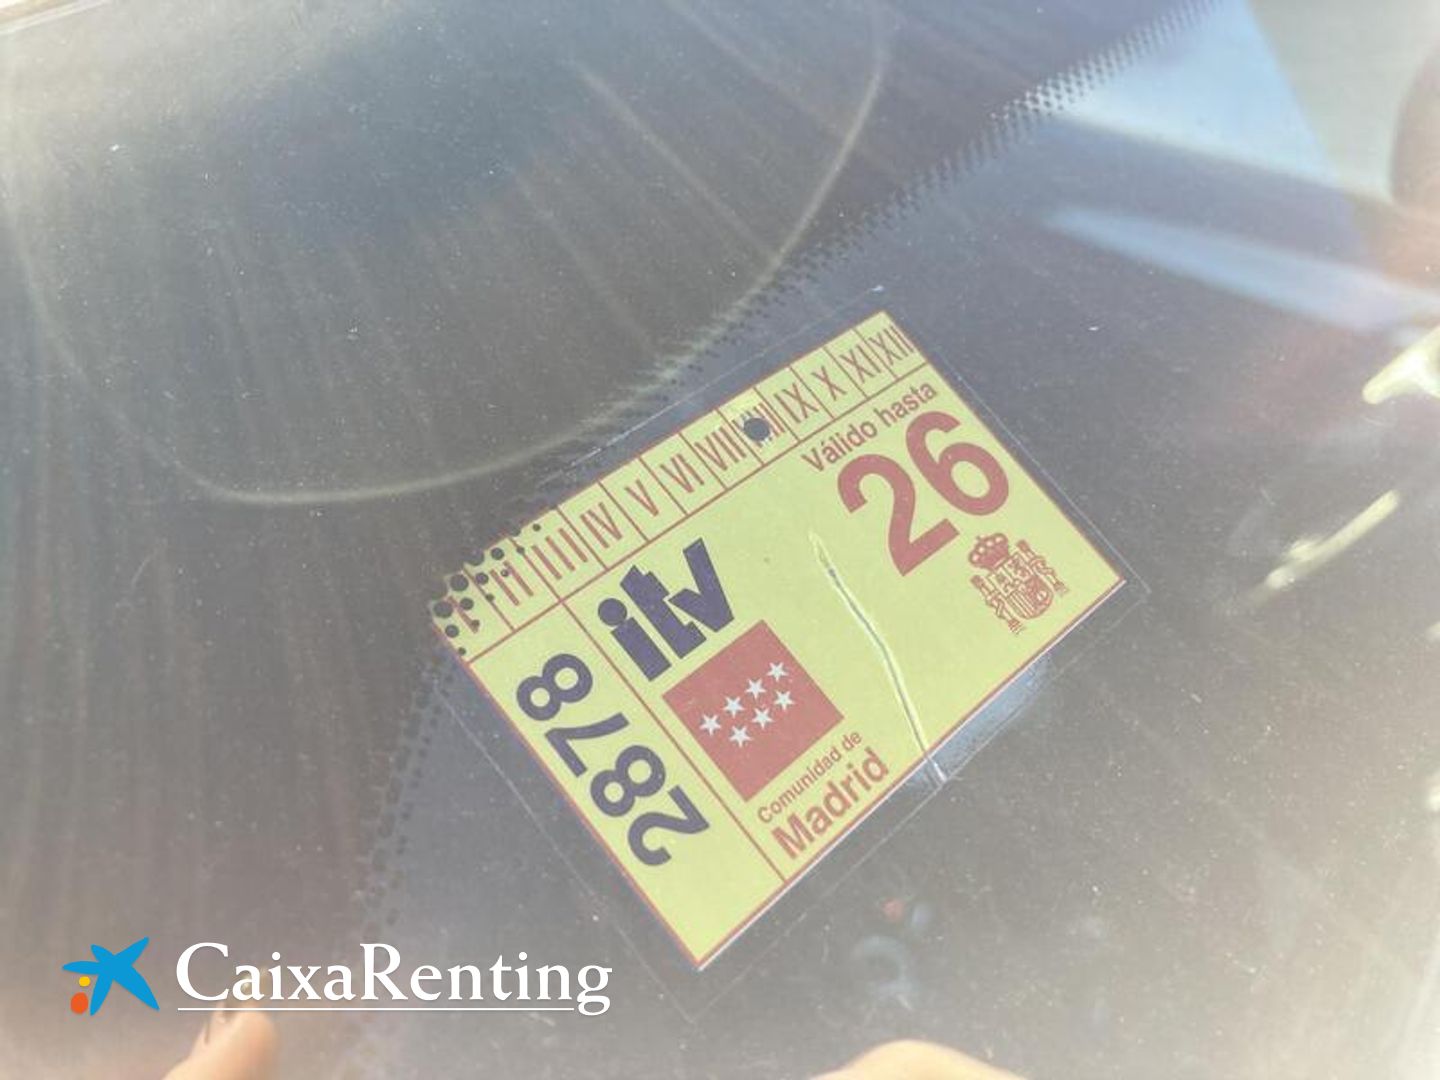 I II III IV V VI VII VIII IX X XI XII
Válido hasta
26
itv
2878
Comunidad de
Madrid
CaixaRenting